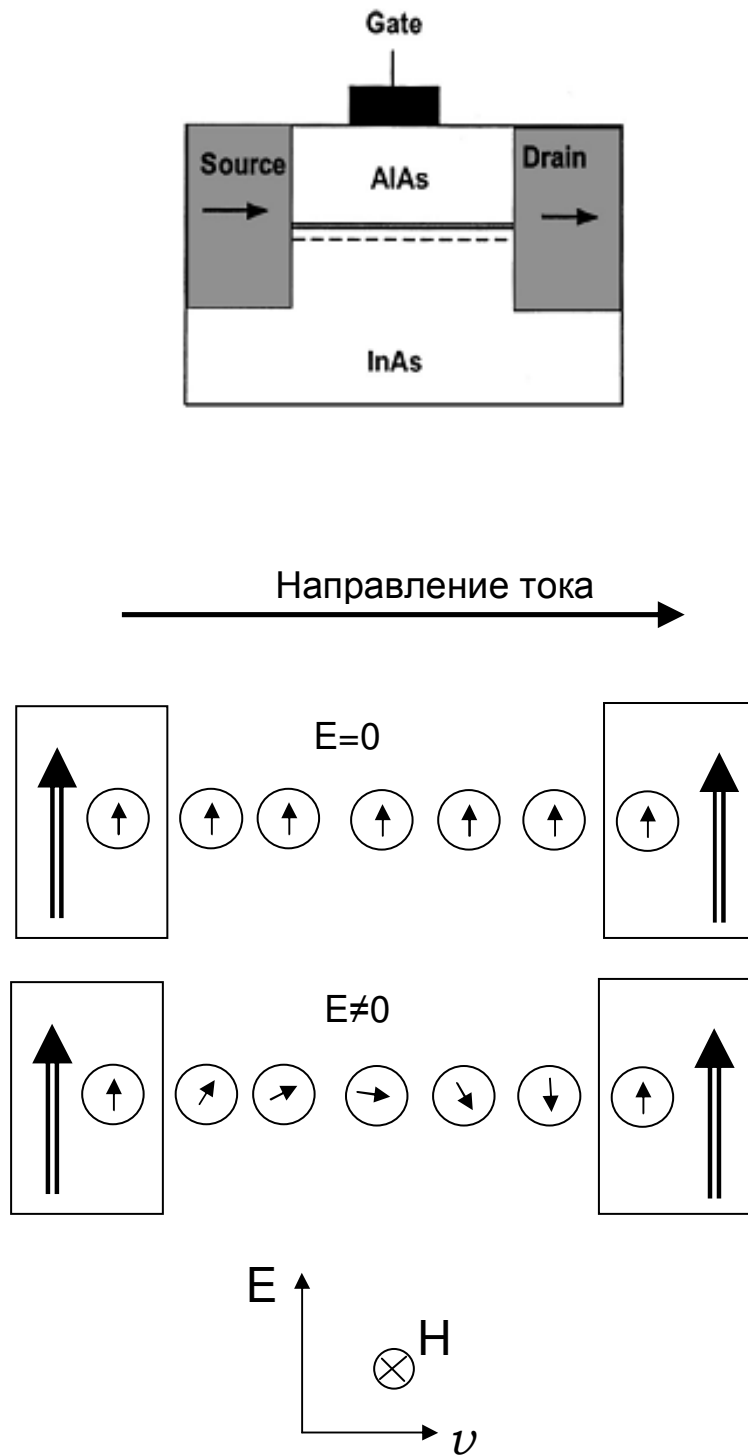 Gate
Source
AlAs
Drain
InAs
Направление тока
E=0
E≠0
E
H
υ